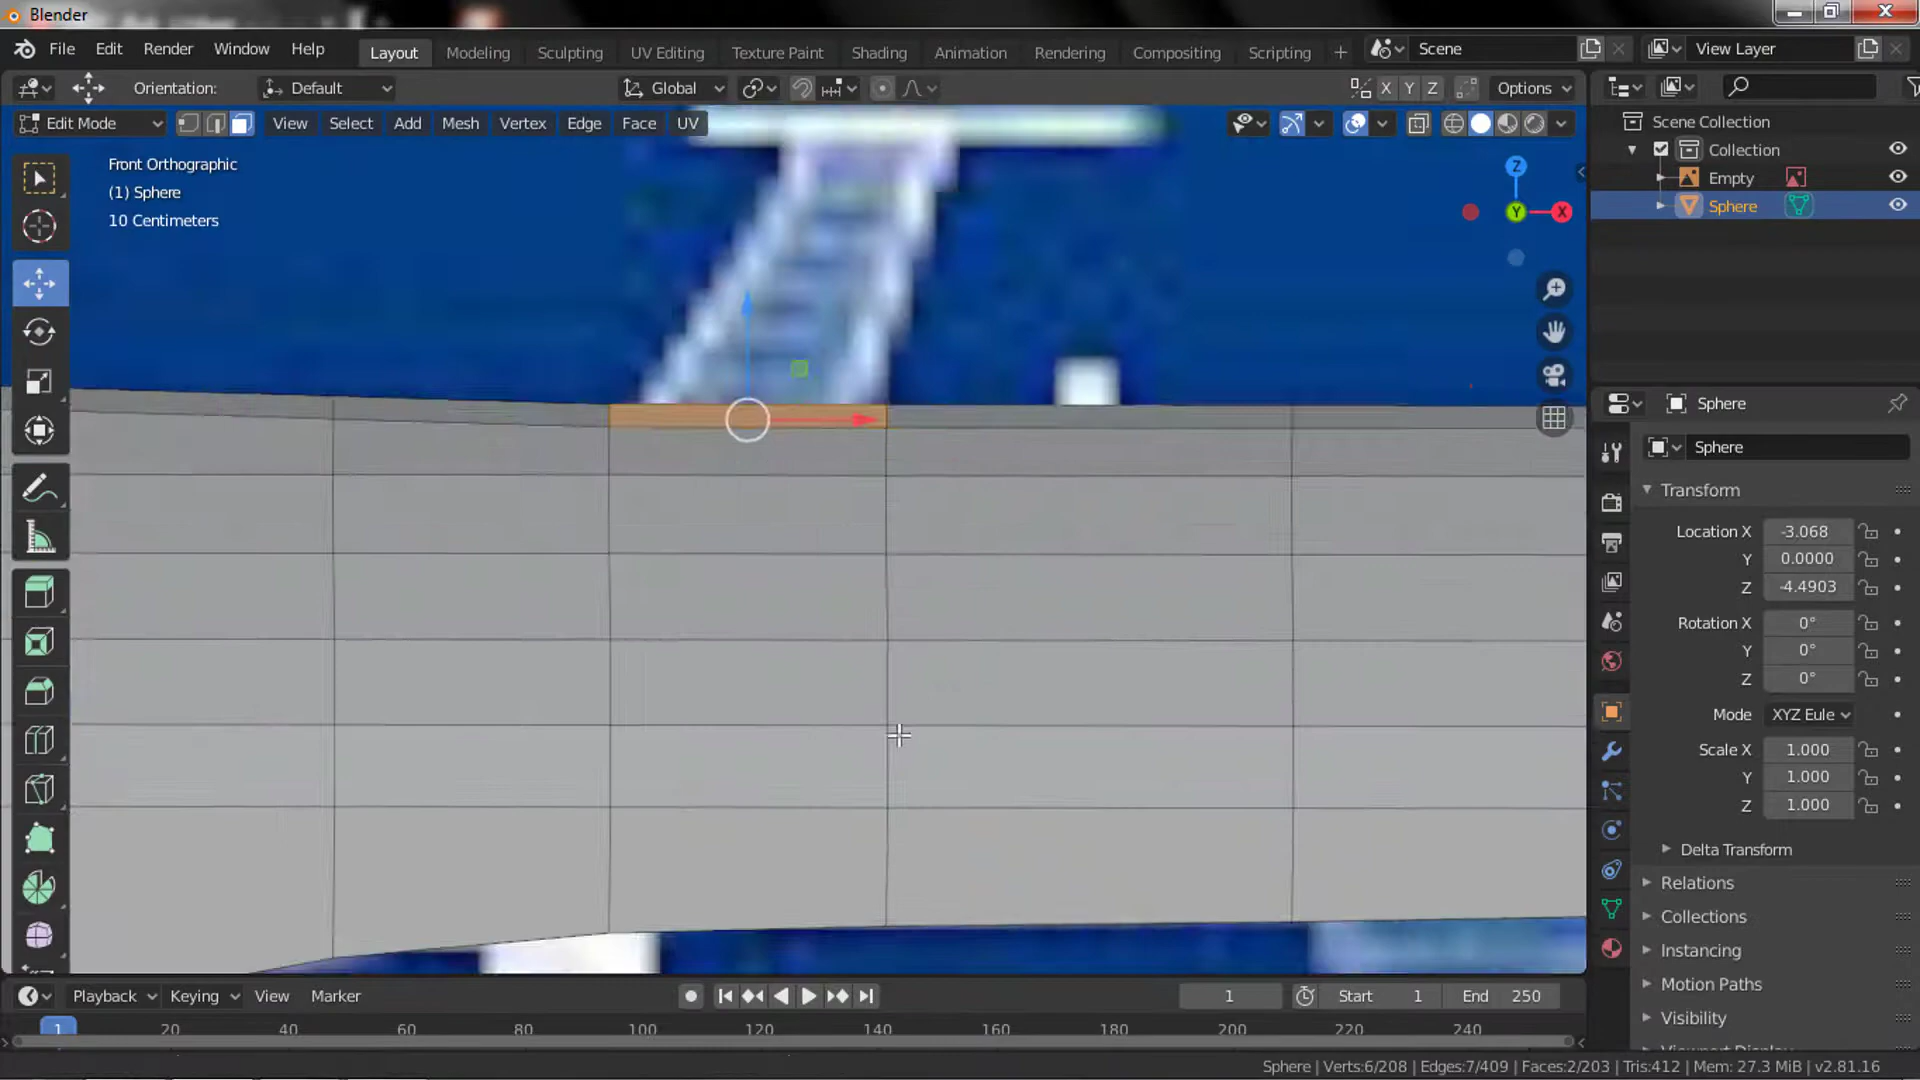 Blender
File Edit Render Window Help
Layout Modeling Sculpting UV Editing Texture Paint Shading Animation Rendering Compositing Scripting +
Scene
View Layer
Orientation: Default
Global
X Y Z Options
Edit Mode View Select Add Mesh Vertex Edge Face UV
Front Orthographic
(1) Sphere
10 Centimeters
Z
Y
X
Scene Collection
Collection
Empty
Sphere
Sphere
Sphere
Transform
Location X -3.068
Y 0.0000
Z -4.4903
Rotation X 0°
Y 0°
Z 0°
Mode XYZ Eule
Scale X 1.000
Y 1.000
Z 1.000
Delta Transform
Relations
Collections
Instancing
Motion Paths
Visibility
Playback Keying View Marker
1 Start 1 End 250
1 20 40 60 80 100 120 140 160 180 200 220 240
Sphere | Verts:6/208 | Edges:7/409 | Faces:2/203 | Tris:412 | Mem: 27.3 MiB | v2.81.16